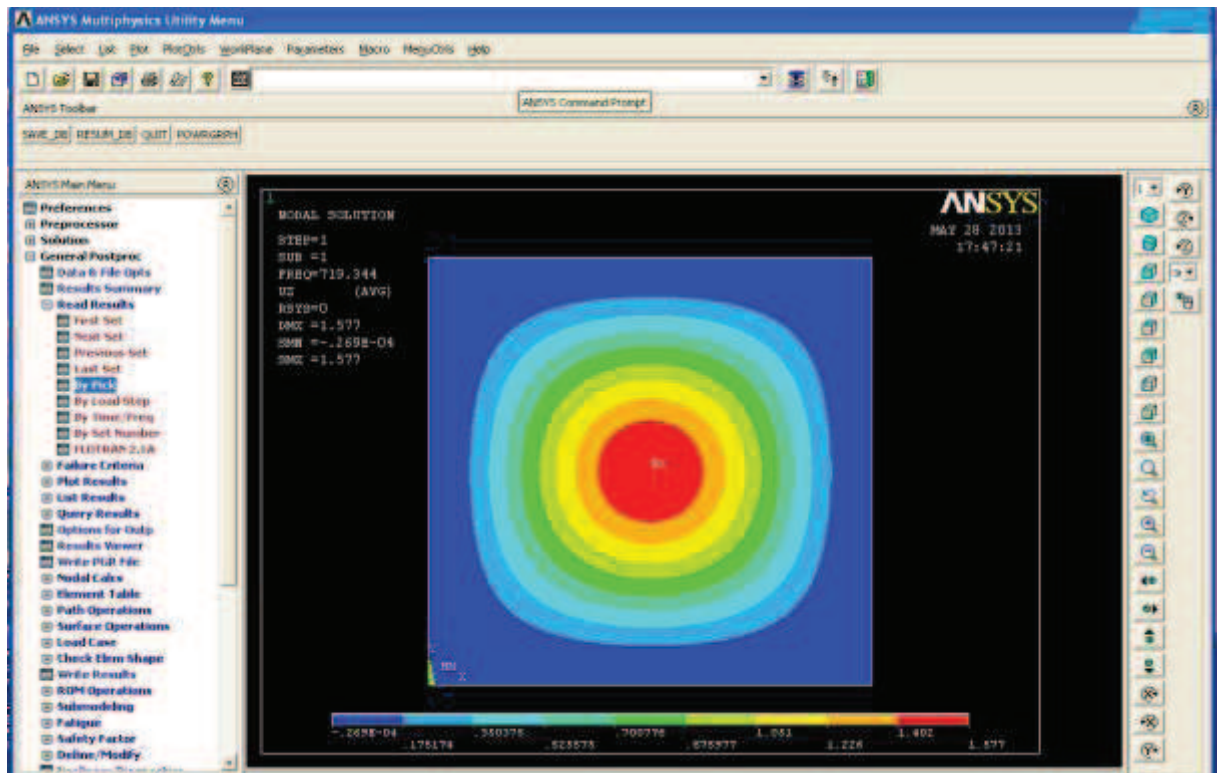 ANSYS Multiphysics Utility Menu
File Select List Plot PlotCtrls WorkPlane Parameters Macro MenuCtrls Help
ANSYS Command Prompt
ANSYS Toolbar
SAVE_DB RESUM_DB QUIT POWRGRPH
ANSYS Main Menu
Preferences
Preprocessor
Solution
General Postproc
Data & File Opts
Results Summary
Read Results
First Set
Next Set
Previous Set
Last Set
By Pick
By Load Step
By Time/Freq
By Set Number
FLOTRAN 2.1A
Failure Criteria
Plot Results
List Results
Query Results
Options for Outp
Results Viewer
Write PGR File
Nodal Calcs
Element Table
Path Operations
Surface Operations
Load Case
Check Elem Shape
Write Results
ROM Operations
Submodeling
Fatigue
Safety Factor
Define/Modify
1
NODAL SOLUTION
STEP=1
SUB =1
FREQ=719.344
UZ (AVG)
RSYS=0
DMX =1.577
SMN =-.269E-04
SMX =1.577
ANSYS
MAY 28 2013
17:47:21
MX
MN
X
-.269E-04 .350375 .700776 1.051 1.402
.175174 .525575 .875977 1.226 1.577